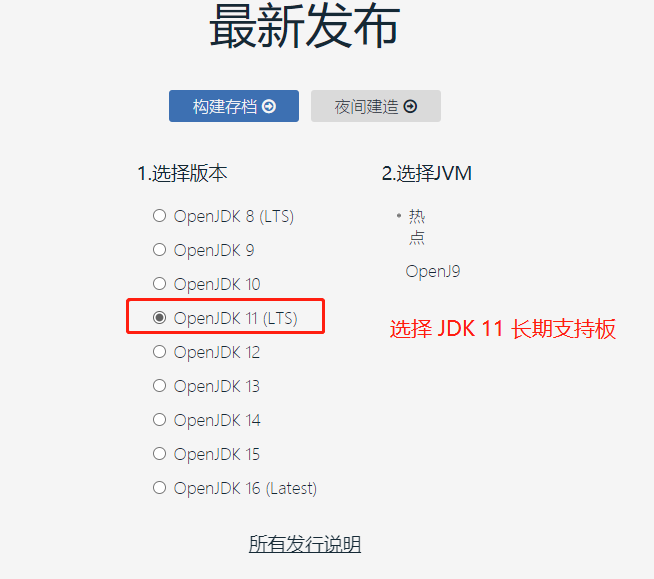 最新发布
构建存档
夜间建造
1.选择版本
OpenJDK 8 (LTS)
OpenJDK 9
OpenJDK 10
OpenJDK 11 (LTS)
OpenJDK 12
OpenJDK 13
OpenJDK 14
OpenJDK 15
OpenJDK 16 (Latest)
2.选择JVM
热
点
OpenJ9
选择 JDK 11 长期支持板
所有发行说明